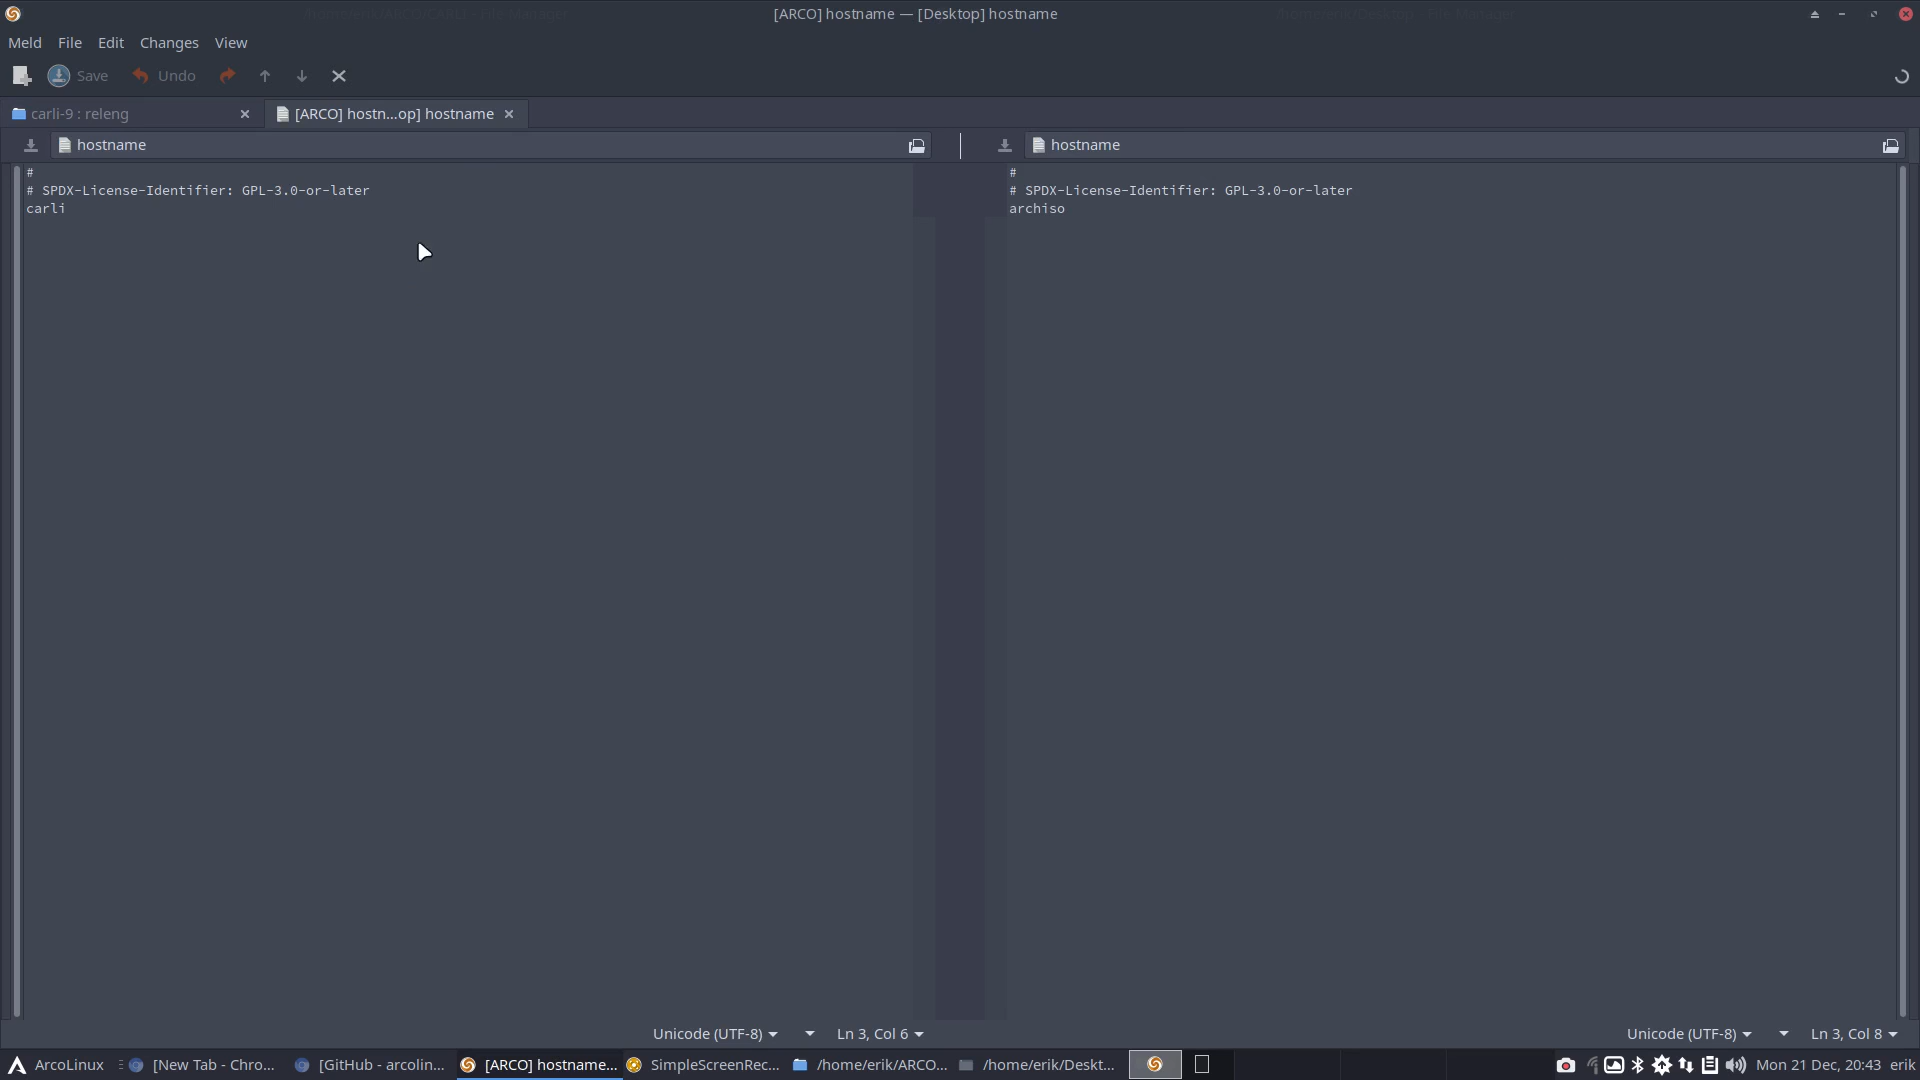 [ARCO] hostname — [Desktop] hostname
Meld File Edit Changes View
Save Undo
carli-9 : releng
[ARCO] hostn...op] hostname
hostname
hostname
#
# SPDX-License-Identifier: GPL-3.0-or-later
carli
#
# SPDX-License-Identifier: GPL-3.0-or-later
archiso
Unicode (UTF-8) Ln 3, Col 6
Unicode (UTF-8) Ln 3, Col 8
ArcoLinux [New Tab - Chro... [GitHub - arcolin... [ARCO] hostname... SimpleScreenRec... /home/erik/ARCO... /home/erik/Deskt... Mon 21 Dec, 20:43 erik